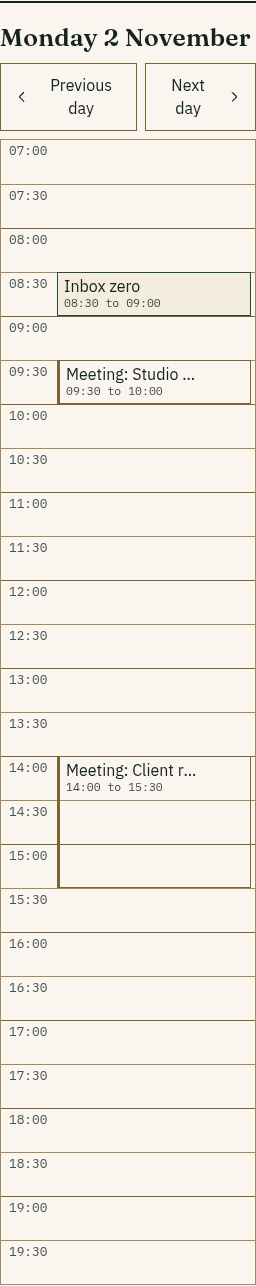 Monday 2 November
Previous
day
Next
day
07:00
07:30
08:00
08:30
Inbox zero
08:30 to 09:00
09:00
09:30
Meeting: Studio ...
09:30 to 10:00
10:00
10:30
11:00
11:30
12:00
12:30
13:00
13:30
14:00
Meeting: Client r...
14:00 to 15:30
14:30
15:00
15:30
16:00
16:30
17:00
17:30
18:00
18:30
19:00
19:30